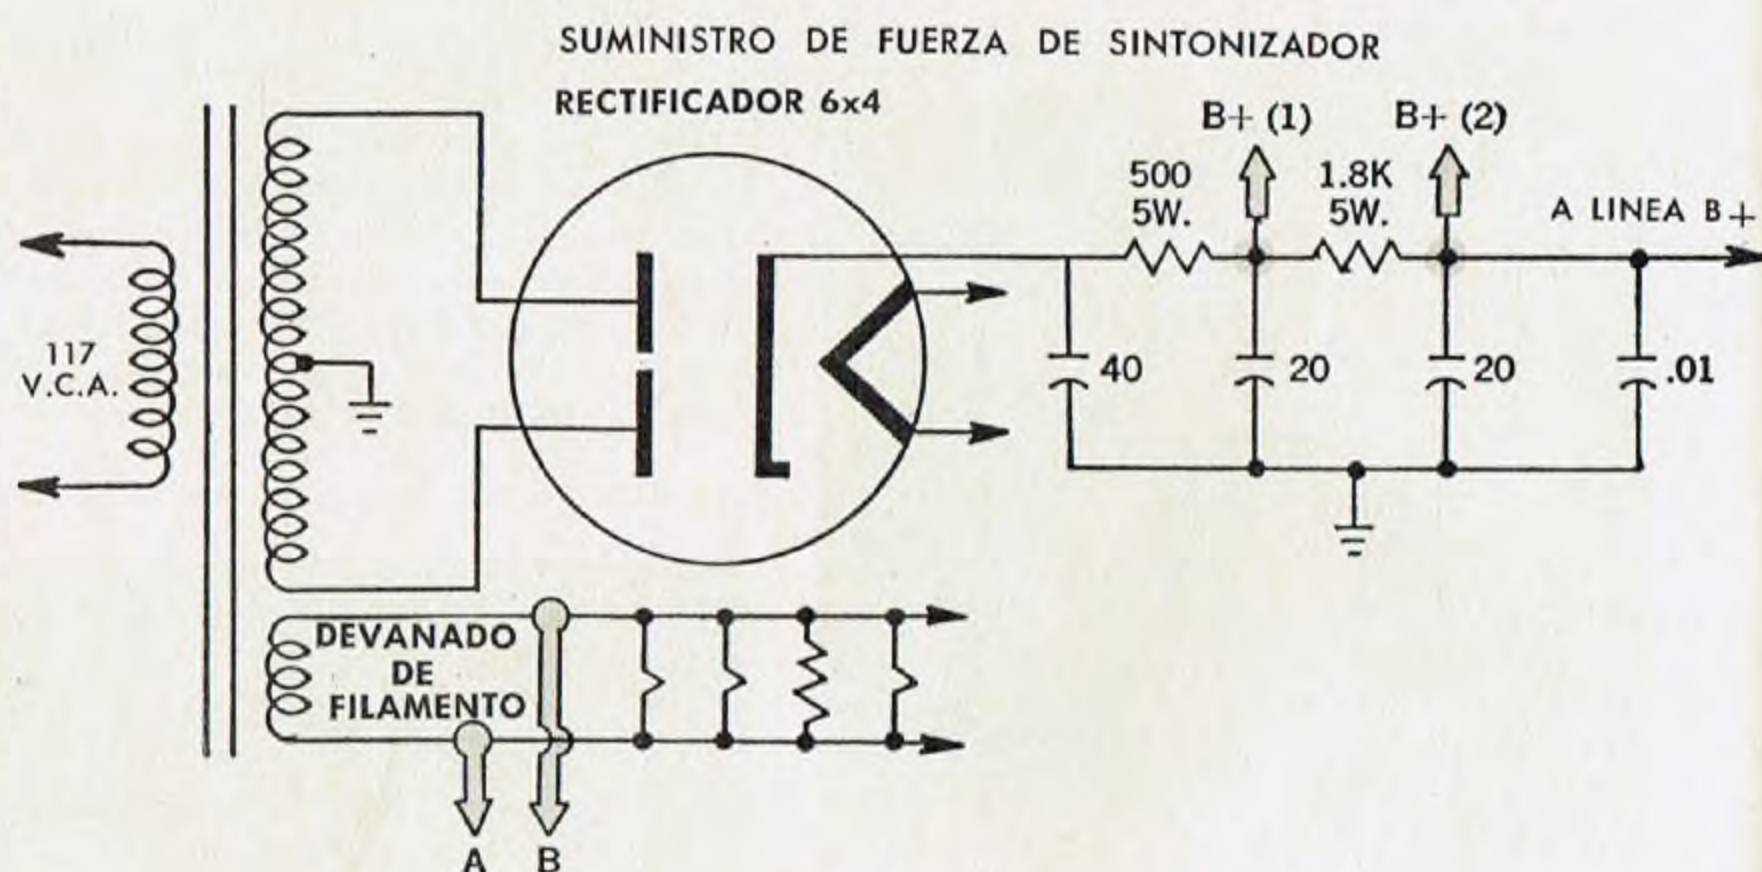 SUMINISTRO DE FUERZA DE SINTONIZADOR
RECTIFICADOR 6x4
B+ (1)
B+ (2)
500
5W.
1.8K
5W.
A LINEA B+
117
V.C.A.
40
20
20
.01
DEVANADO
DE
FILAMENTO
A
B